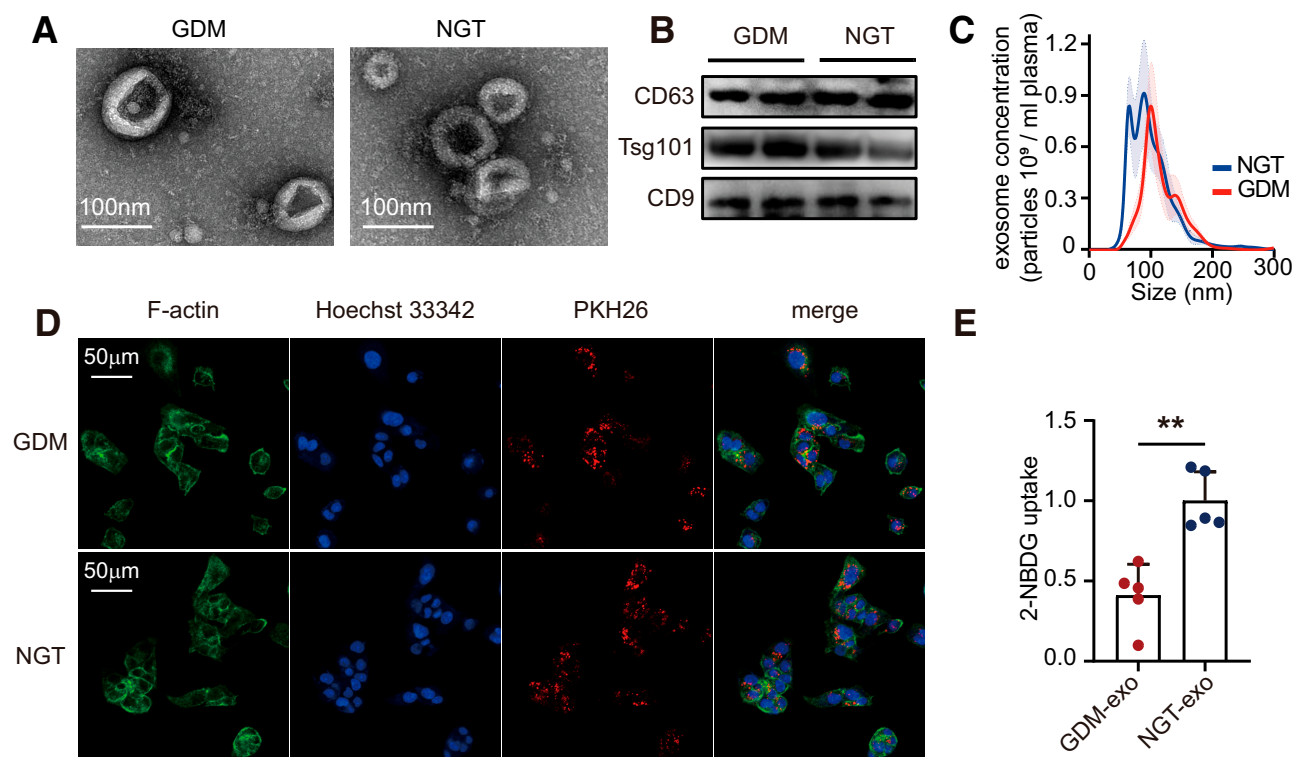 A
GDM
NGT
100nm
100nm
B
GDM
NGT
CD63
Tsg101
CD9
C
exosome concentration
(particles 10⁹ / ml plasma)
1.2
0.9
0.6
0.3
0
0
100
200
300
Size (nm)
NGT
GDM
D
F-actin
Hoechst 33342
PKH26
merge
50μm
GDM
50μm
NGT
E
2-NBDG uptake
1.5
1.0
0.5
0.0
**
GDM-exo
NGT-exo